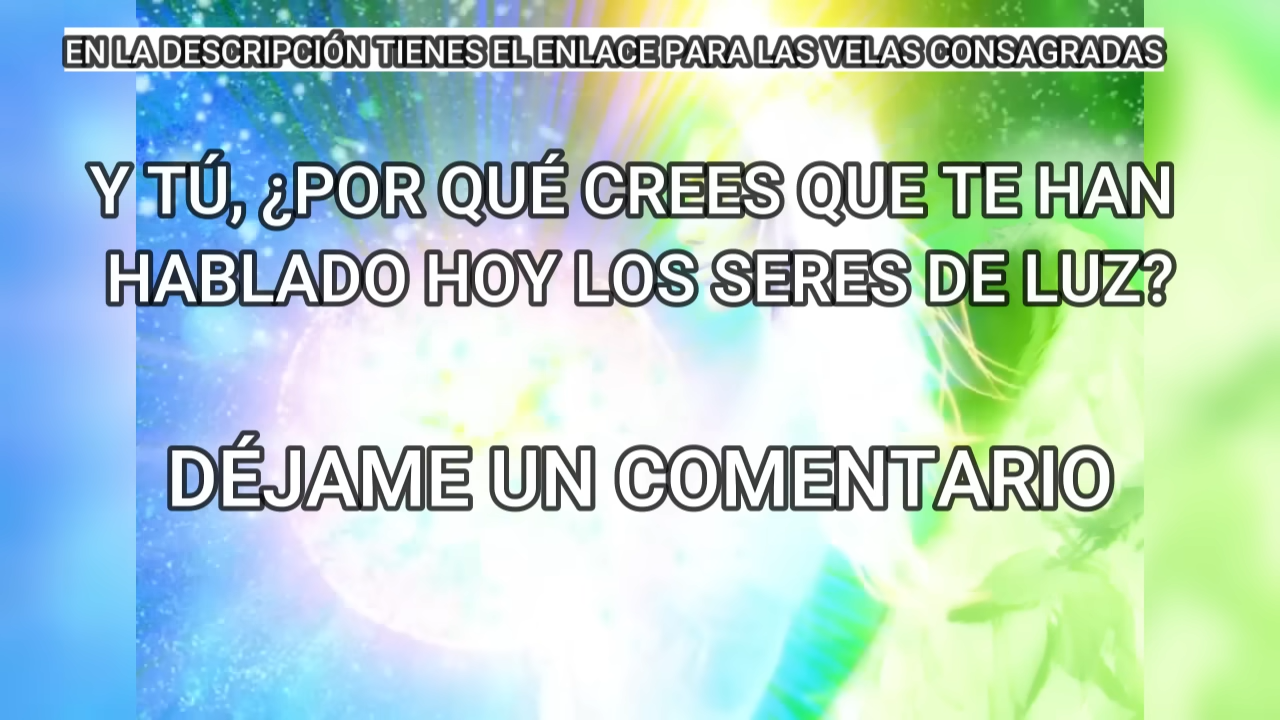 EN LA DESCRIPCIÓN TIENES EL ENLACE PARA LAS VELAS CONSAGRADAS
Y TÚ, ¿POR QUÉ CREES QUE TE HAN
HABLADO HOY LOS SERES DE LUZ?
DÉJAME UN COMENTARIO